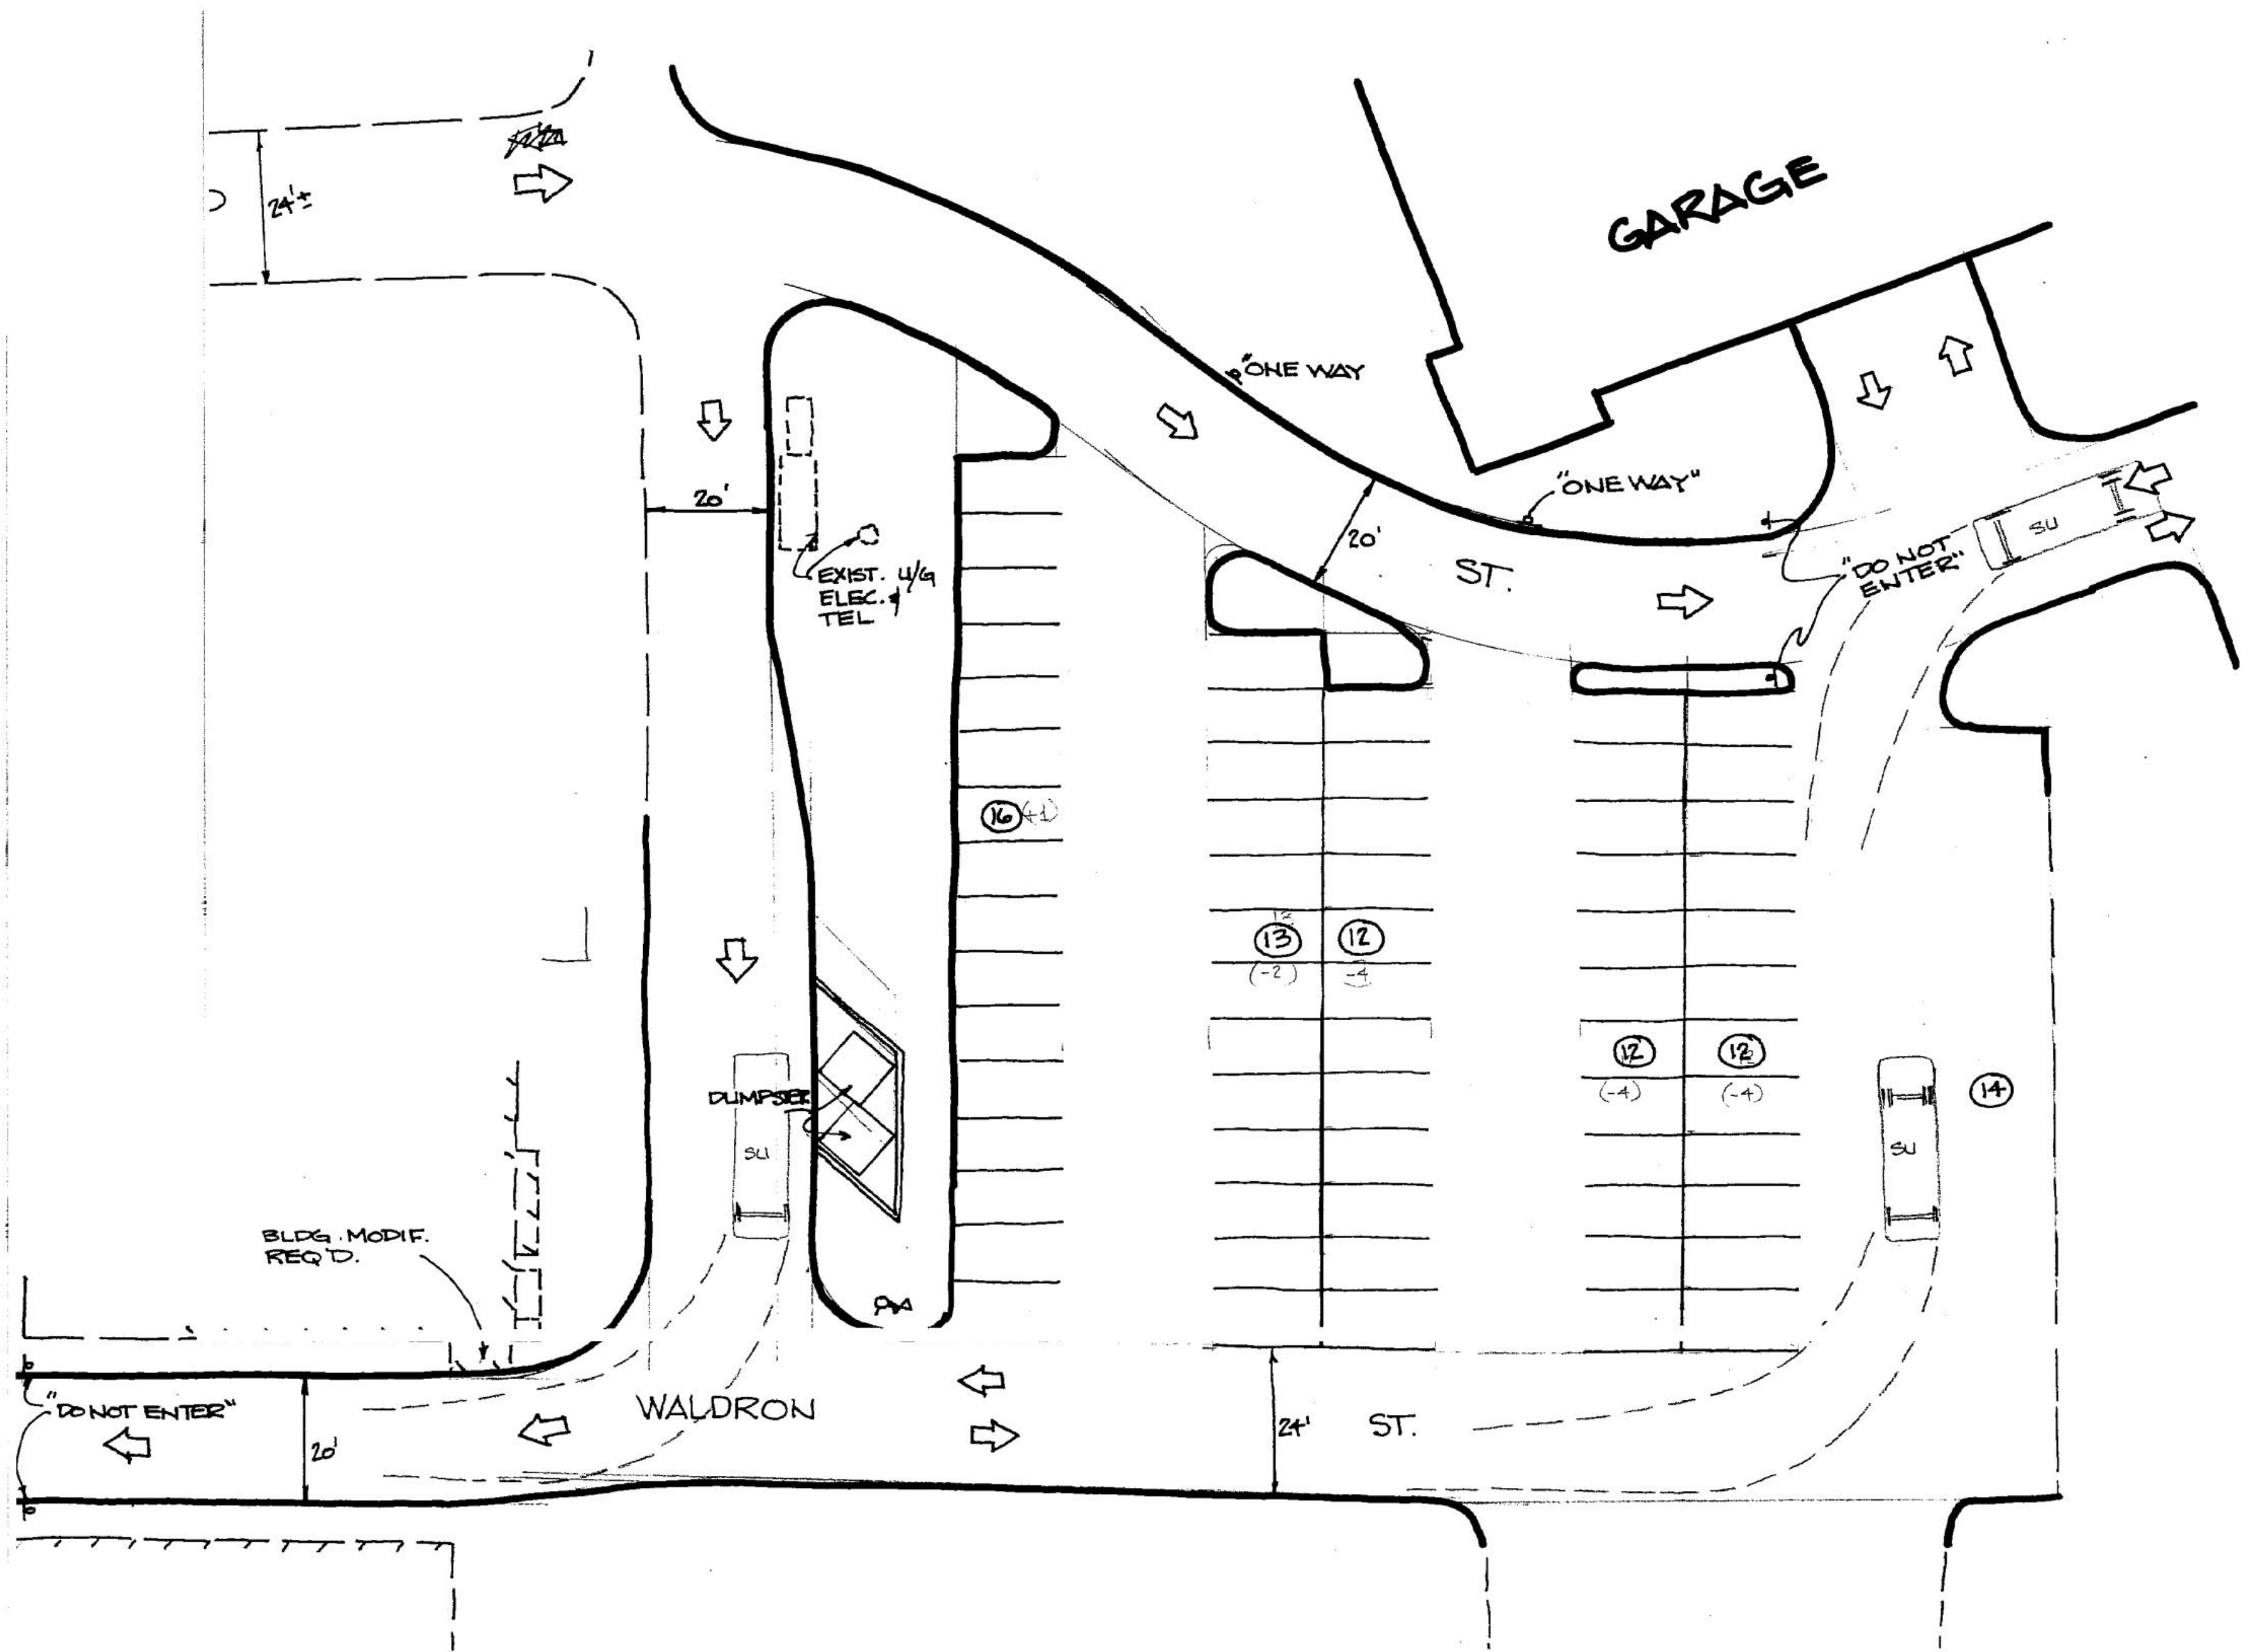 24'±
GARAGE
"ONE WAY
"ONE WAY"
20'
20'
ST.
"DO NOT
ENTER"
SU
EXIST. U/G
ELEC. &
TEL
16 (+1)
13
12
(-2)
-4
12
12
(-4)
(-4)
14
SU
DUMPSTER
SU
BLDG. MODIF.
REQ'D.
"DO NOT ENTER"
20'
WALDRON
24'
ST.